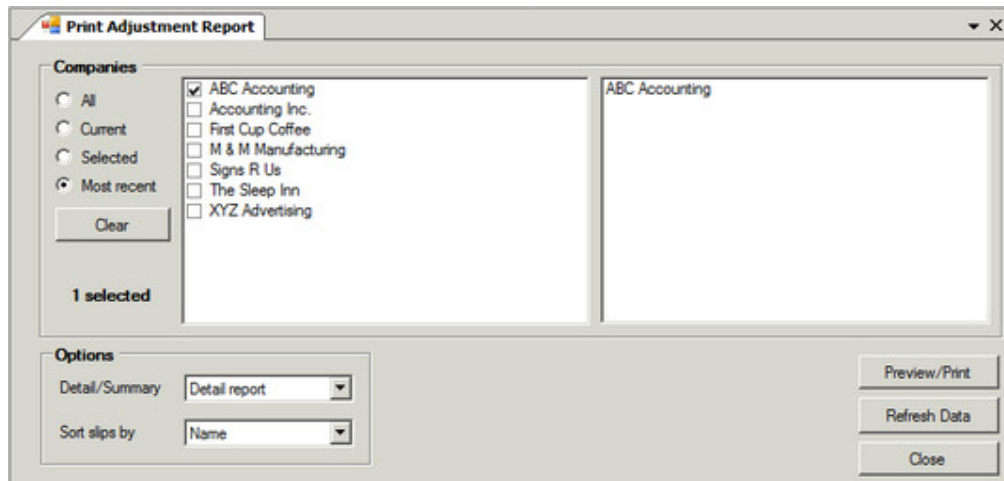 Print Adjustment Report
Companies
All
Current
Selected
Most recent
Clear
1 selected
ABC Accounting
Accounting Inc.
First Cup Coffee
M & M Manufacturing
Signs R Us
The Sleep Inn
XYZ Advertising
ABC Accounting
Options
Detail/Summary Detail report
Sort slips by Name
Preview/Print
Refresh Data
Close